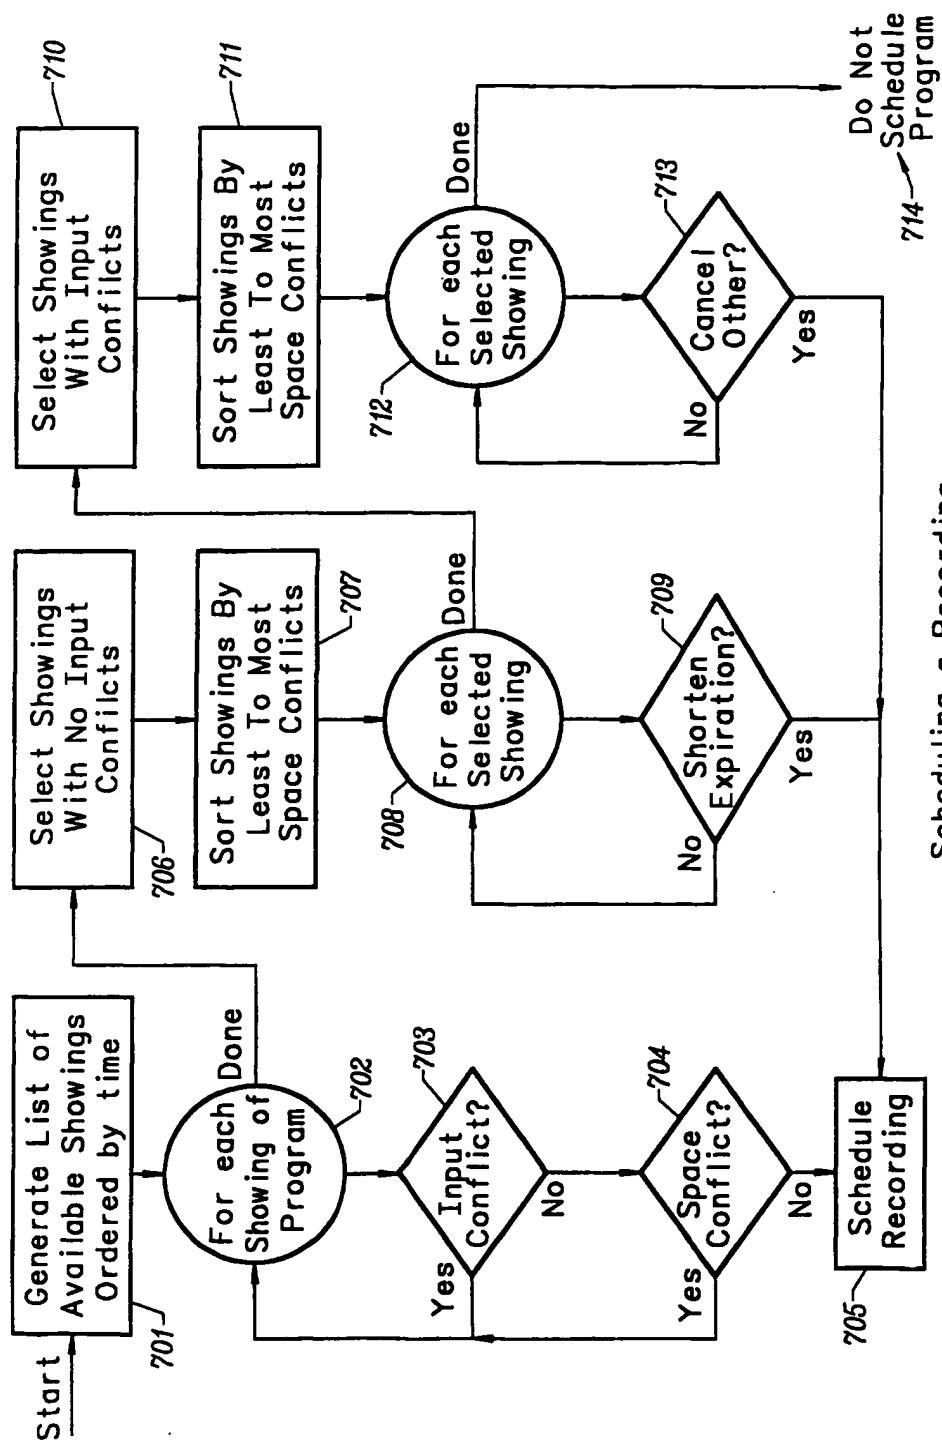 Start
Generate List of
Available Showings
Ordered by time
701
For each
Showing of
Program
702
Done
Input
Conflict?
703
Yes
No
Space
Conflict?
704
Yes
No
Schedule
Recording
705
Select Showings
With No Input
Confilcts
706
Sort Showings By
Least To Most
Space Conflicts
707
For each
Selected
Showing
708
Done
Shorten
Expiration?
709
No
Yes
Select Showings
With Input
Confilcts
710
Sort Showings By
Least To Most
Space Conflicts
711
For each
Selected
Showing
712
Done
Cancel
Other?
713
No
Yes
Do Not
Schedule
Program
714
Scheduling a Recording